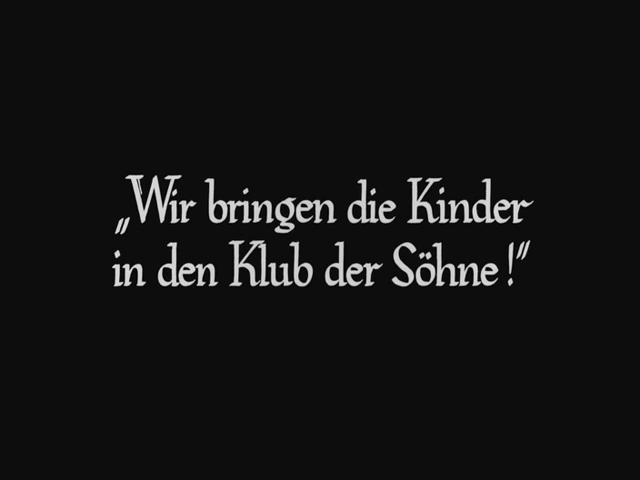 „Wir bringen die Kinder
in den Klub der Söhne!”